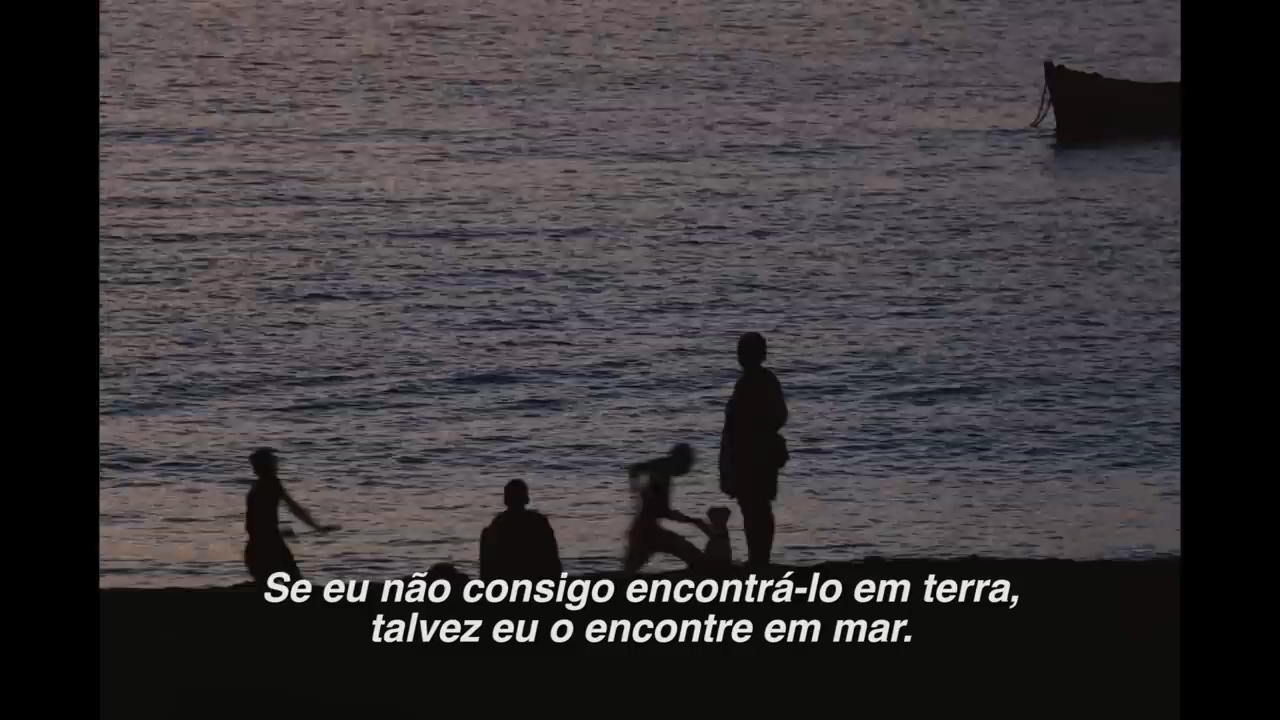 Se eu não consigo encontrá-lo em terra,
talvez eu o encontre em mar.